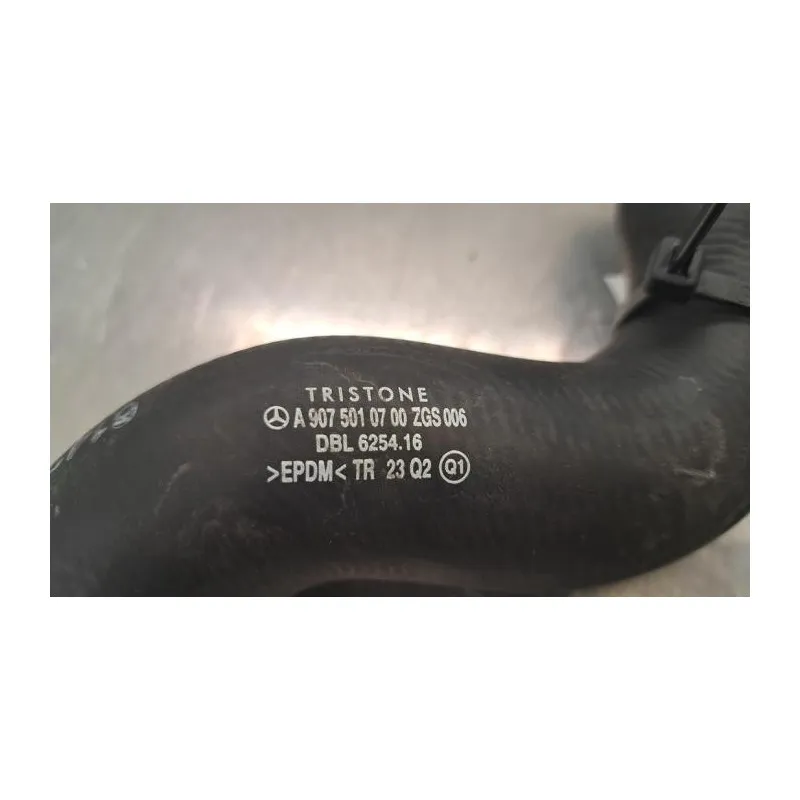 TRISTONE
A 907 501 07 00 ZGS 006
DBL 6254.16
>EPDM< TR 23 Q2 Q1